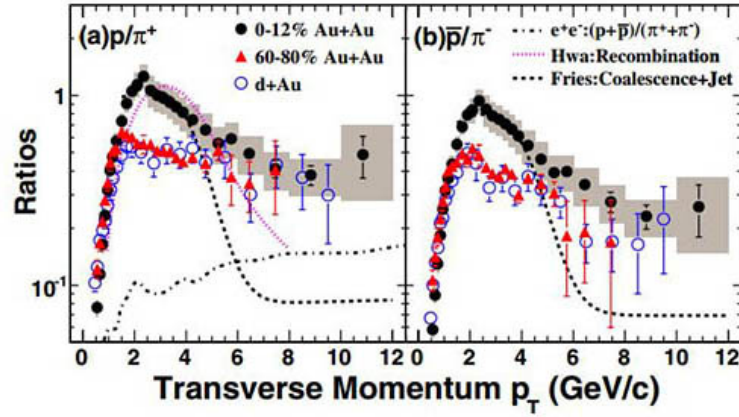 (a)p/π⁺
0-12% Au+Au
60-80% Au+Au
d+Au
(b)p̅/π⁻
e⁺e⁻:(p+p̅)/(π⁺+π⁻)
Hwa:Recombination
Fries:Coalescence+Jet
Ratios
1
10⁻¹
0 2 4 6 8 10 12 0 2 4 6 8 10 12
Transverse Momentum p_T (GeV/c)